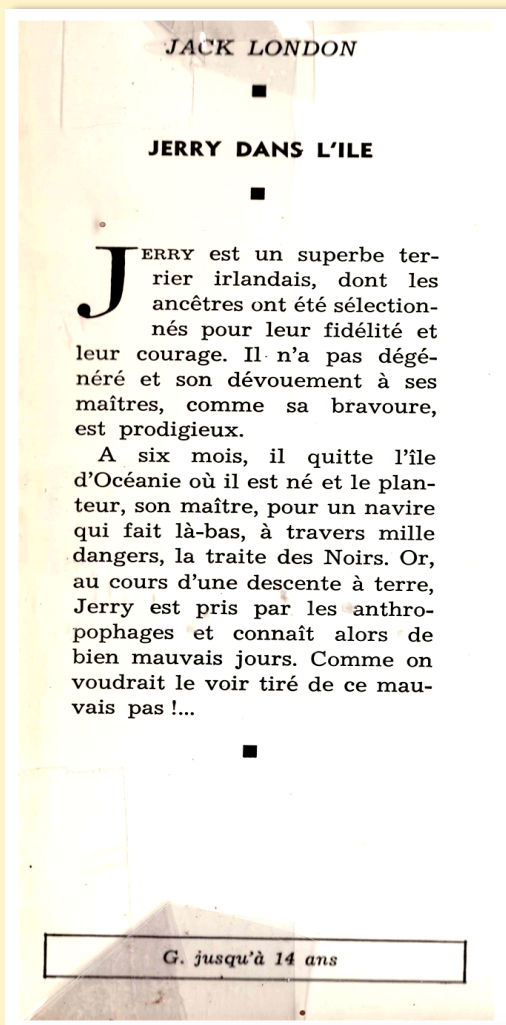 JACK LONDON
JERRY DANS L'ILE
JERRY est un superbe ter-
rier irlandais, dont les
ancêtres ont été sélection-
nés pour leur fidélité et
leur courage. Il n'a pas dégé-
néré et son dévouement à ses
maîtres, comme sa bravoure,
est prodigieux.
A six mois, il quitte l'île
d'Océanie où il est né et le plan-
teur, son maître, pour un navire
qui fait là-bas, à travers mille
dangers, la traite des Noirs. Or,
au cours d'une descente à terre,
Jerry est pris par les anthro-
pophages et connaît alors de
bien mauvais jours. Comme on
voudrait le voir tiré de ce mau-
vais pas !...
G. jusqu'à 14 ans